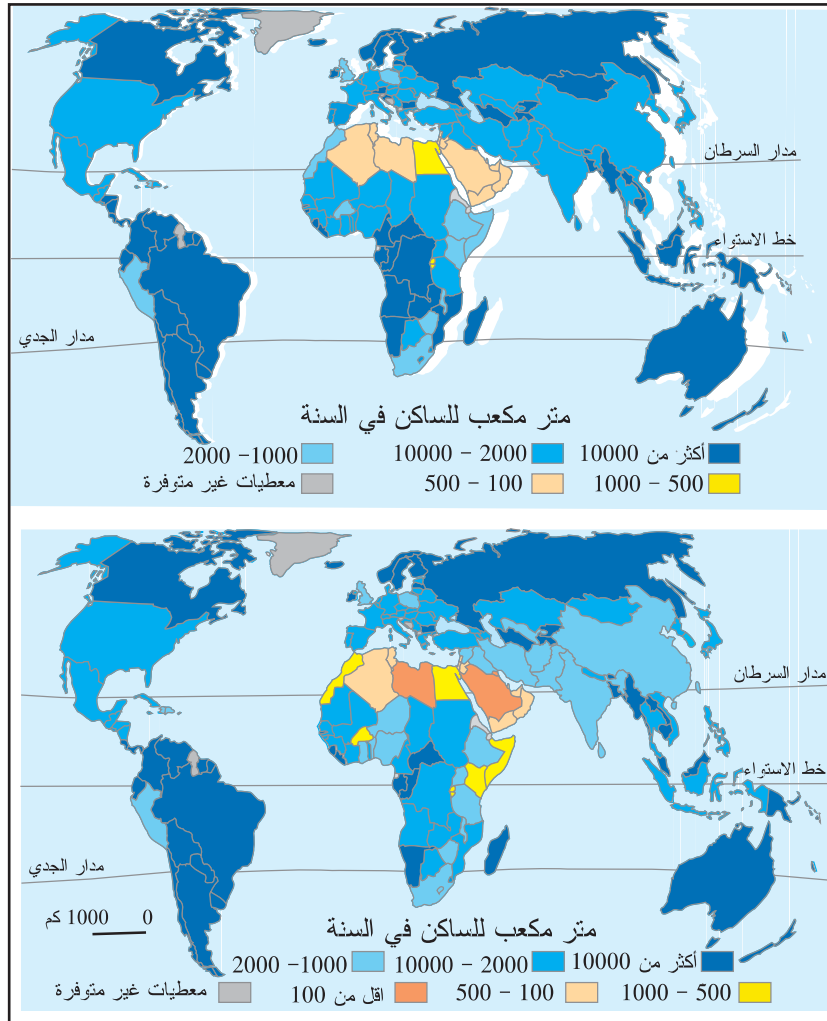 مدار السرطان
خط الاستواء
مدار الجدي
متر مكعب للساكن في السنة
أكثر من 10000
2000 - 10000
1000 - 2000
500 - 1000
100 - 500
معطيات غير متوفرة
مدار السرطان
خط الاستواء
مدار الجدي
0 1000 كم
متر مكعب للساكن في السنة
أكثر من 10000
2000 - 10000
1000 - 2000
500 - 1000
100 - 500
اقل من 100
معطيات غير متوفرة